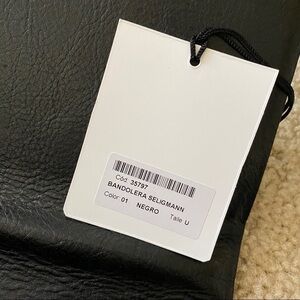 Cód. 35797
BANDOLERA SELIGMANN
Color: 01 NEGRO Talle U